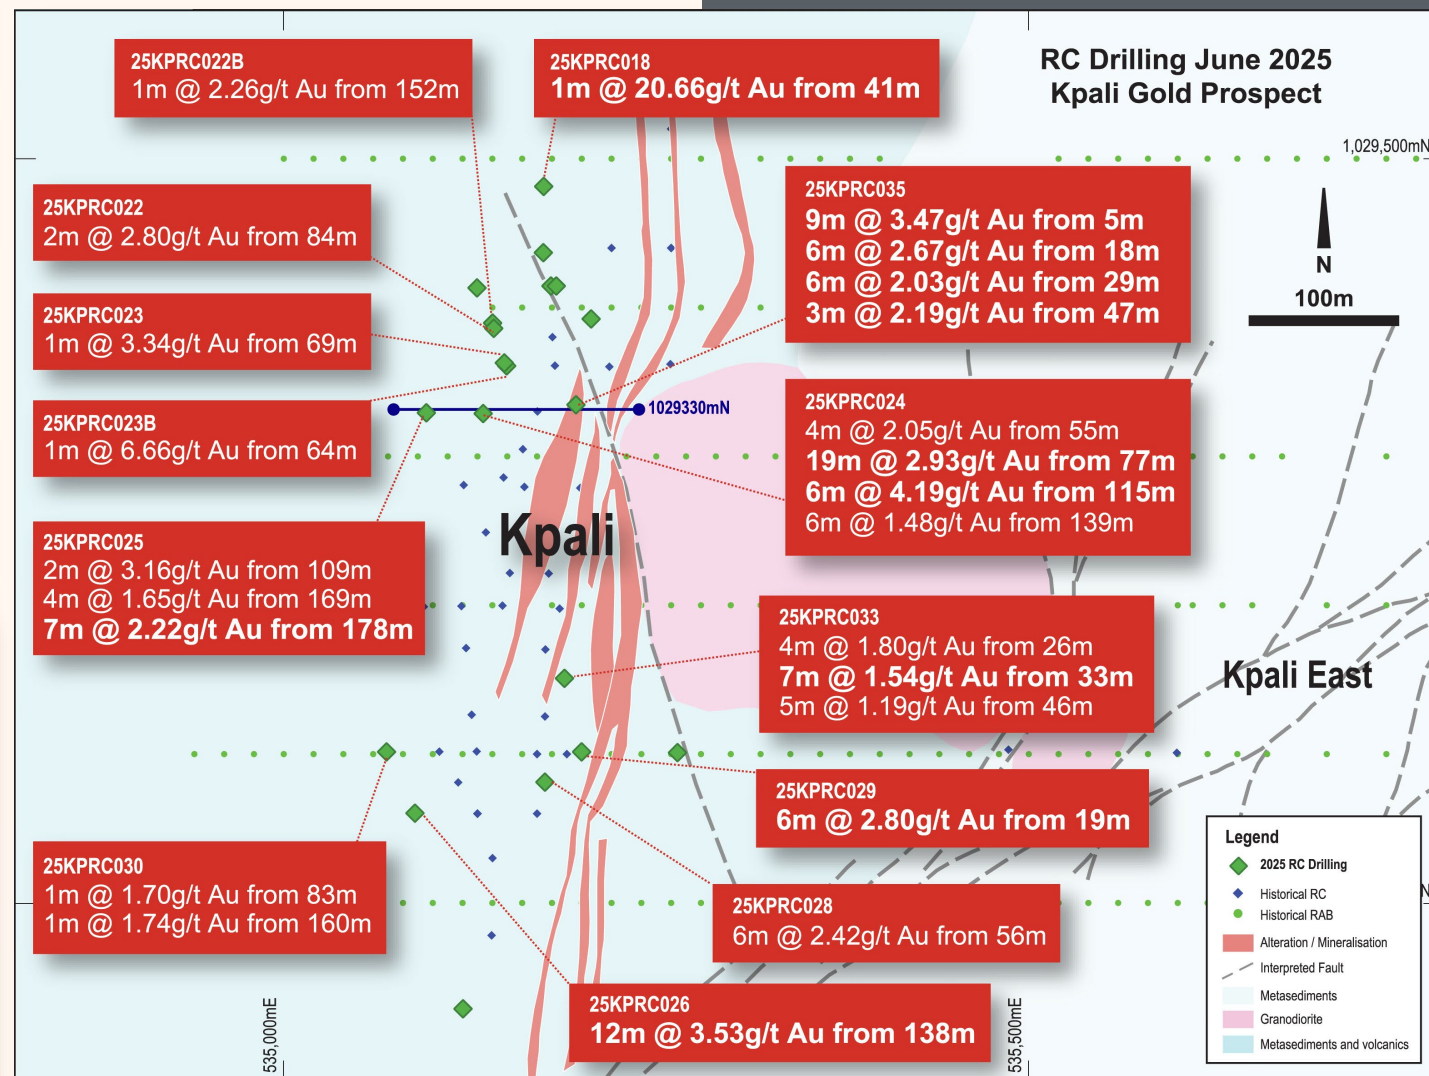 25KPRC022B
1m @ 2.26g/t Au from 152m
25KPRC018
1m @ 20.66g/t Au from 41m
RC Drilling June 2025
Kpali Gold Prospect
1,029,500mN
25KPRC022
2m @ 2.80g/t Au from 84m
25KPRC035
9m @ 3.47g/t Au from 5m
6m @ 2.67g/t Au from 18m
6m @ 2.03g/t Au from 29m
3m @ 2.19g/t Au from 47m
N
100m
25KPRC023
1m @ 3.34g/t Au from 69m
1029330mN
25KPRC023B
1m @ 6.66g/t Au from 64m
25KPRC024
4m @ 2.05g/t Au from 55m
19m @ 2.93g/t Au from 77m
6m @ 4.19g/t Au from 115m
6m @ 1.48g/t Au from 139m
Kpali
25KPRC025
2m @ 3.16g/t Au from 109m
4m @ 1.65g/t Au from 169m
7m @ 2.22g/t Au from 178m
25KPRC033
4m @ 1.80g/t Au from 26m
7m @ 1.54g/t Au from 33m
5m @ 1.19g/t Au from 46m
Kpali East
25KPRC029
6m @ 2.80g/t Au from 19m
25KPRC030
1m @ 1.70g/t Au from 83m
1m @ 1.74g/t Au from 160m
25KPRC028
6m @ 2.42g/t Au from 56m
25KPRC026
12m @ 3.53g/t Au from 138m
535,000mE
535,500mE
Legend
2025 RC Drilling
Historical RC
Historical RAB
Alteration / Mineralisation
Interpreted Fault
Metasediments
Granodiorite
Metasediments and volcanics